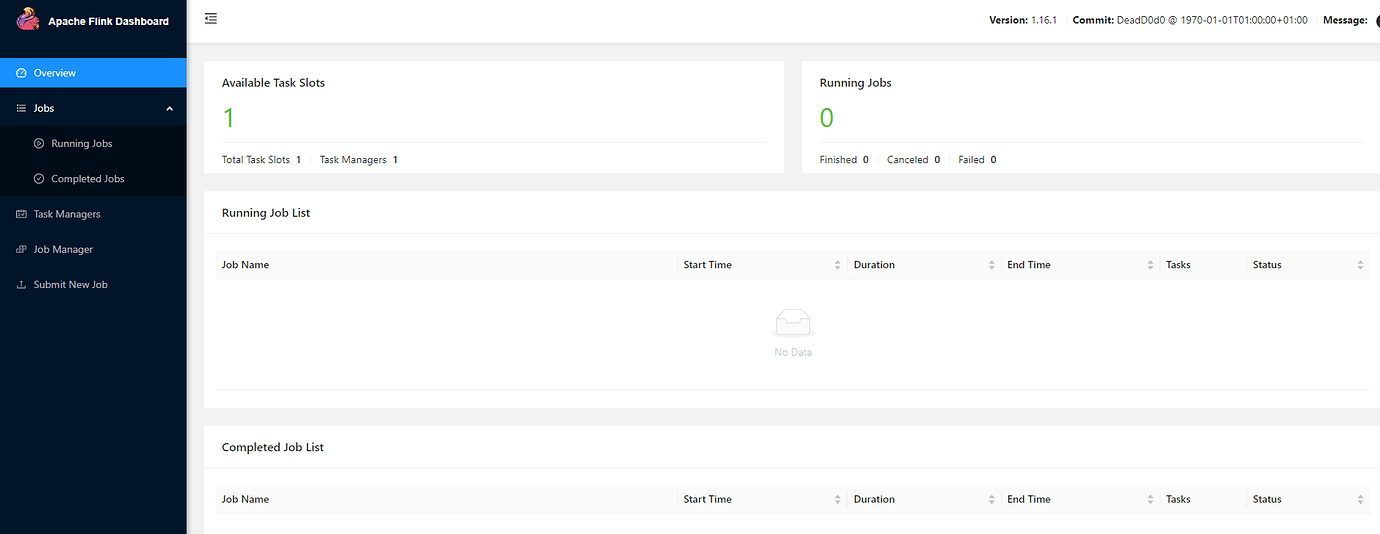 Apache Flink Dashboard
Version: 1.16.1 Commit: DeadD0d0 @ 1970-01-01T01:00:00+01:00 Message:
Overview
Jobs
Running Jobs
Completed Jobs
Task Managers
Job Manager
Submit New Job
Available Task Slots
1
Total Task Slots 1 Task Managers 1
Running Jobs
0
Finished 0 Canceled 0 Failed 0
Running Job List
Job Name Start Time Duration End Time Tasks Status
No Data
Completed Job List
Job Name Start Time Duration End Time Tasks Status